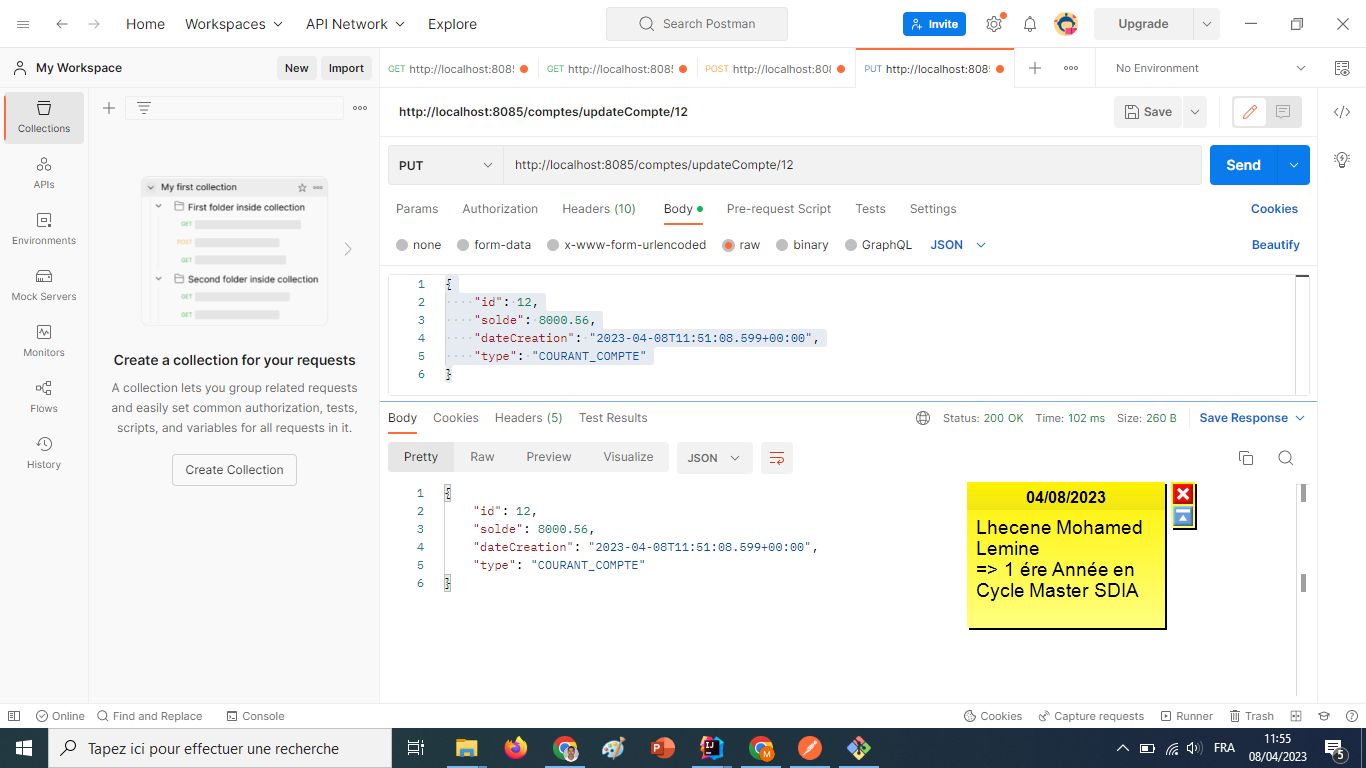 Home Workspaces API Network Explore Search Postman Invite Upgrade
My Workspace New Import GET http://localhost:8085 GET http://localhost:8085 POST http://localhost:808 PUT http://localhost:8085 No Environment
Collections
APIs
Environments
Mock Servers
Monitors
Flows
History
My first collection
First folder inside collection
GET
POST
GET
Second folder inside collection
GET
GET
Create a collection for your requests
A collection lets you group related requests
and easily set common authorization, tests,
scripts, and variables for all requests in it.
Create Collection
http://localhost:8085/comptes/updateCompte/12 Save
PUT http://localhost:8085/comptes/updateCompte/12 Send
Params Authorization Headers (10) Body Pre-request Script Tests Settings Cookies
none form-data x-www-form-urlencoded raw binary GraphQL JSON Beautify
1 {
2 "id": 12,
3 "solde": 8000.56,
4 "dateCreation": "2023-04-08T11:51:08.599+00:00",
5 "type": "COURANT_COMPTE"
6 }
Body Cookies Headers (5) Test Results Status: 200 OK Time: 102 ms Size: 260 B Save Response
Pretty Raw Preview Visualize JSON
1 {
2 "id": 12,
3 "solde": 8000.56,
4 "dateCreation": "2023-04-08T11:51:08.599+00:00",
5 "type": "COURANT_COMPTE"
6 }
04/08/2023
Lhecene Mohamed
Lemine
=> 1 ére Année en
Cycle Master SDIA
Online Find and Replace Console Cookies Capture requests Runner Trash
Tapez ici pour effectuer une recherche FRA 11:55
08/04/2023 5